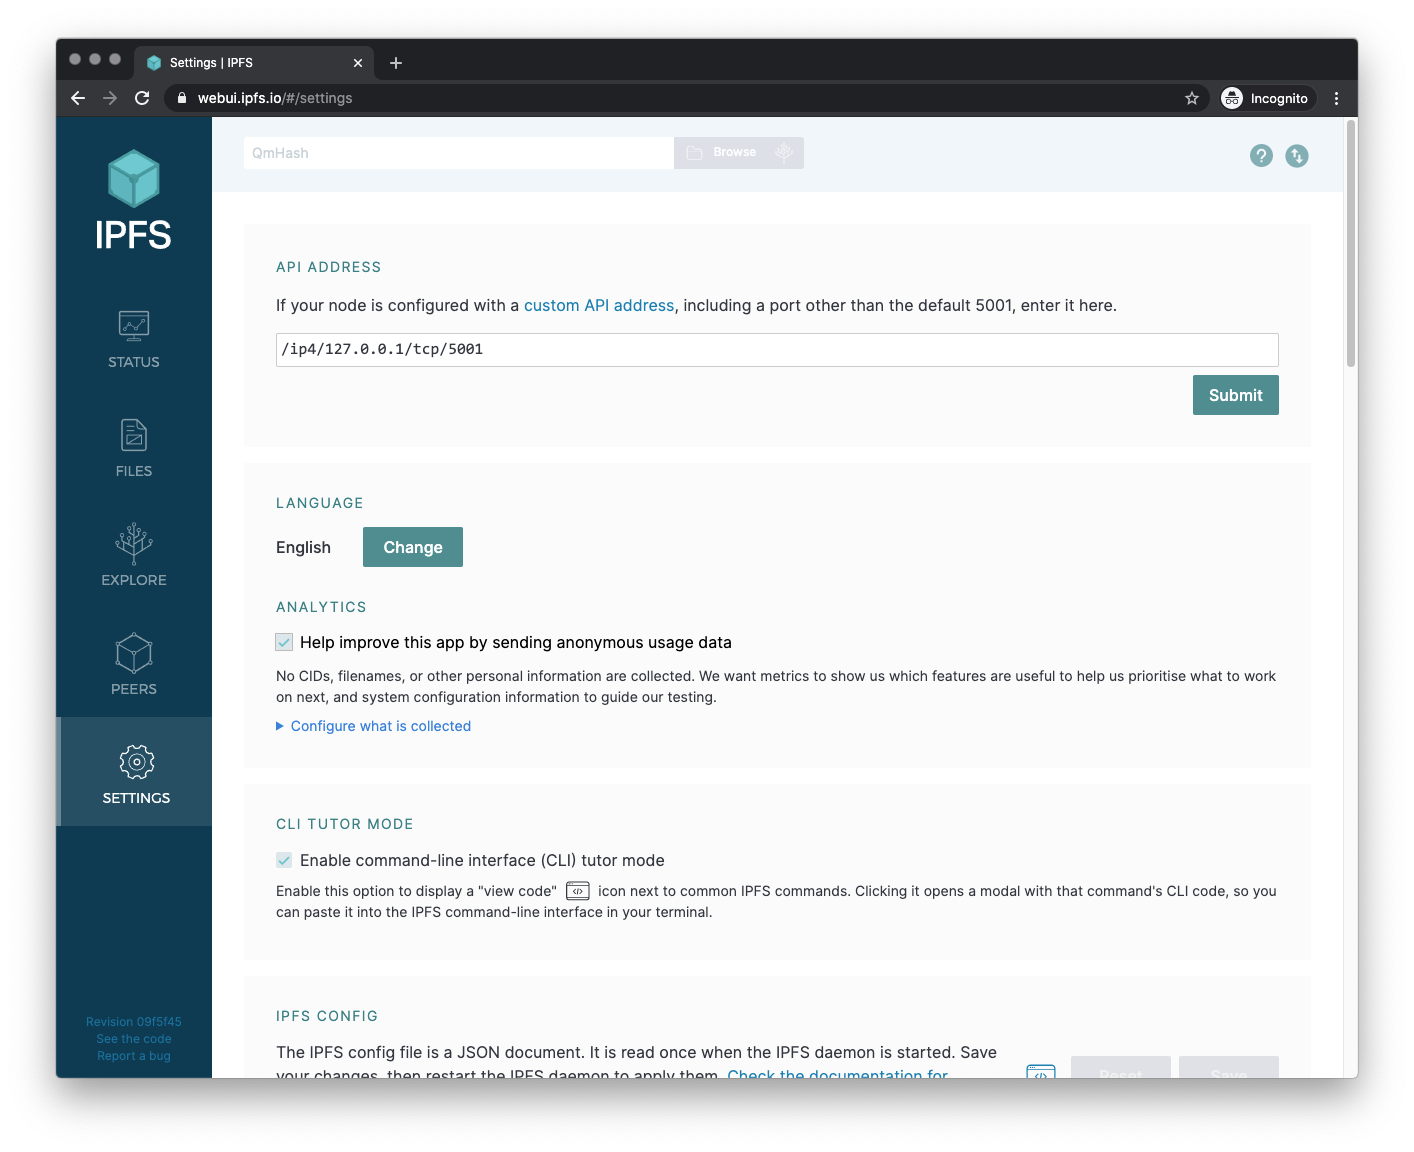 Settings | IPFS
webui.ipfs.io/#/settings
Incognito
QmHash
Browse
IPFS
STATUS
FILES
EXPLORE
PEERS
SETTINGS
Revision 09f5f45
See the code
Report a bug
API ADDRESS
If your node is configured with a custom API address, including a port other than the default 5001, enter it here.
/ip4/127.0.0.1/tcp/5001
Submit
LANGUAGE
English
Change
ANALYTICS
Help improve this app by sending anonymous usage data
No CIDs, filenames, or other personal information are collected. We want metrics to show us which features are useful to help us prioritise what to work
on next, and system configuration information to guide our testing.
Configure what is collected
CLI TUTOR MODE
Enable command-line interface (CLI) tutor mode
Enable this option to display a "view code" icon next to common IPFS commands. Clicking it opens a modal with that command's CLI code, so you
can paste it into the IPFS command-line interface in your terminal.
IPFS CONFIG
The IPFS config file is a JSON document. It is read once when the IPFS daemon is started. Save
your changes, then restart the IPFS daemon to apply them. Check the documentation for
Reset
Save